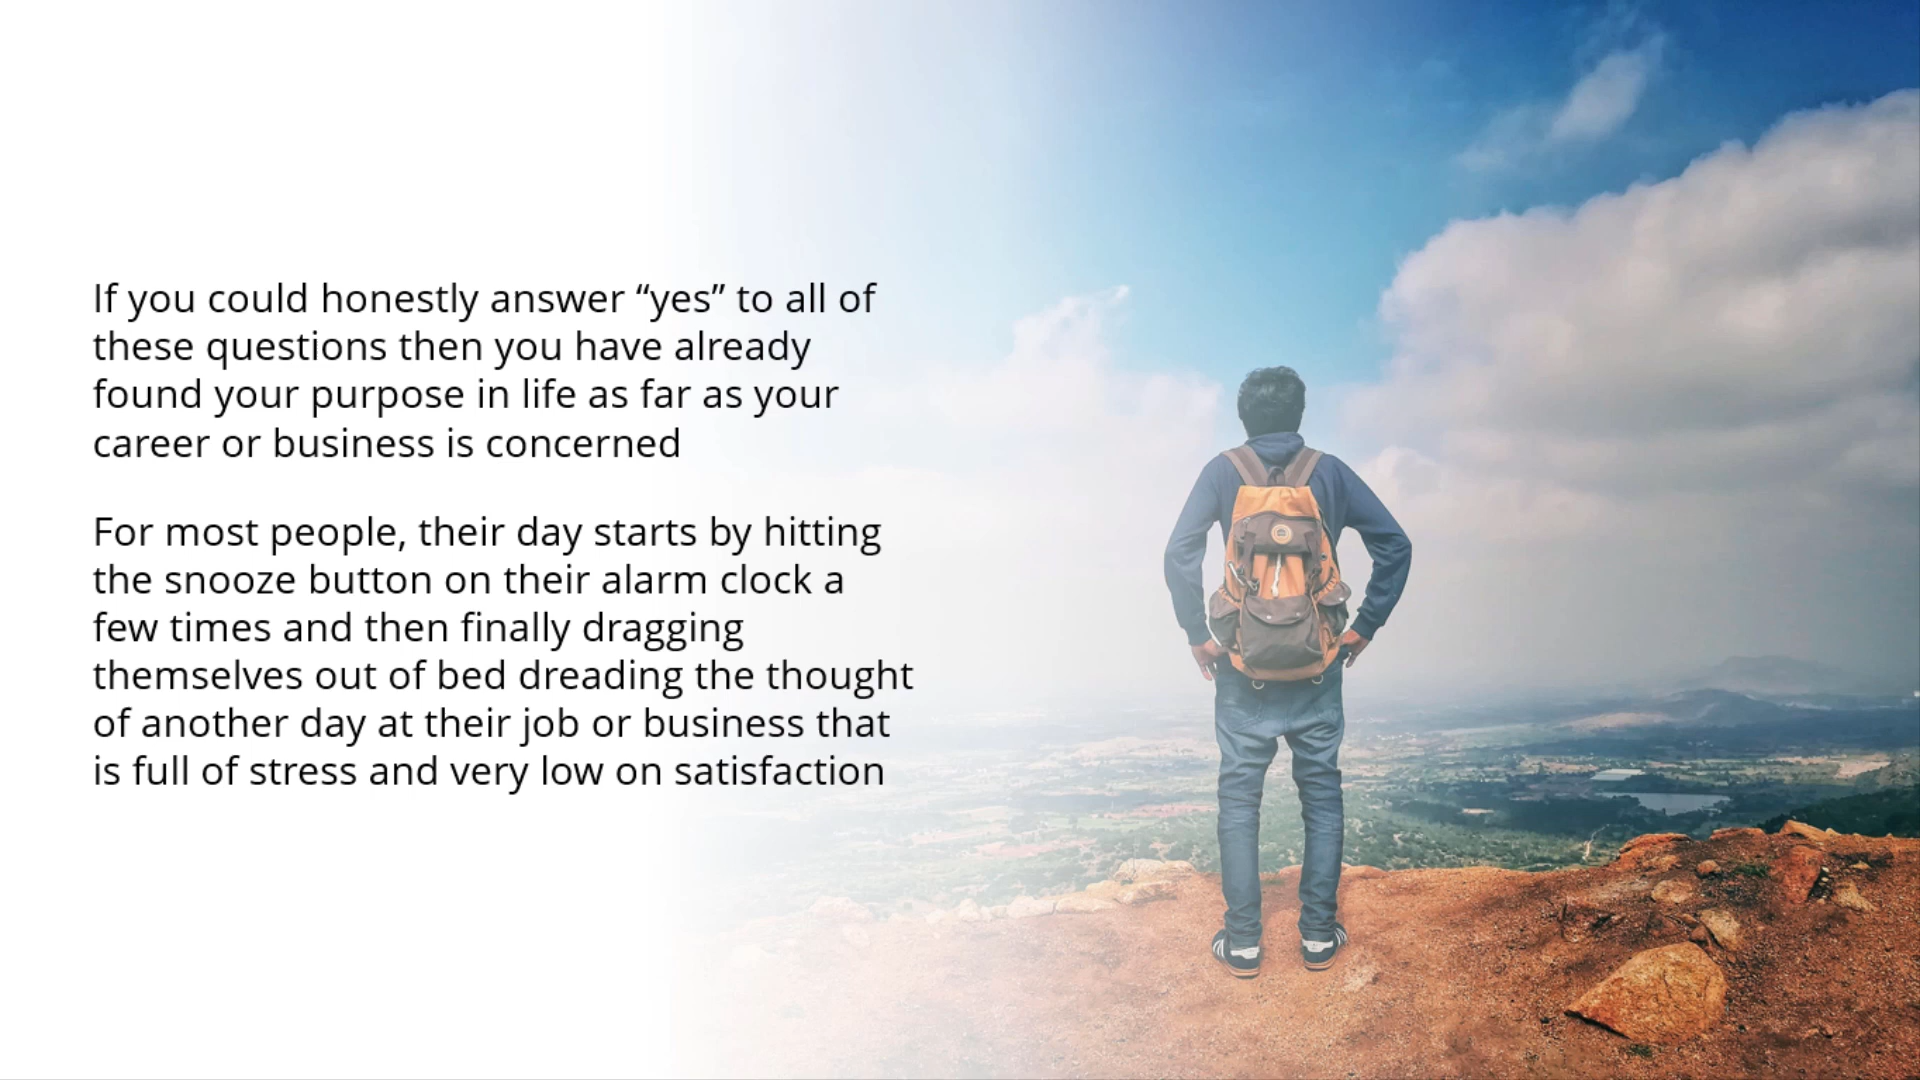 If you could honestly answer “yes” to all of
these questions then you have already
found your purpose in life as far as your
career or business is concerned
For most people, their day starts by hitting
the snooze button on their alarm clock a
few times and then finally dragging
themselves out of bed dreading the thought
of another day at their job or business that
is full of stress and very low on satisfaction